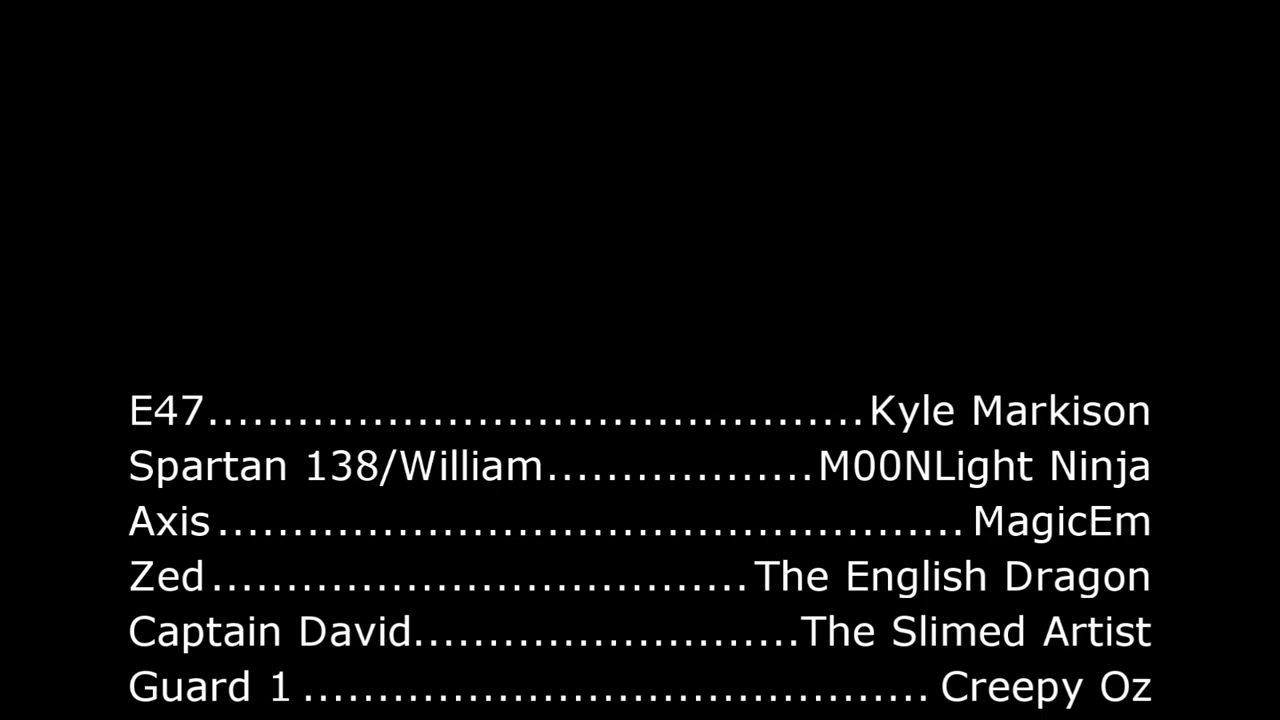 E47............................................Kyle Markison
Spartan 138/William..................M00NLight Ninja
Axis.................................................. MagicEm
Zed....................................The English Dragon
Captain David..........................The Slimed Artist
Guard 1.......................................... Creepy Oz